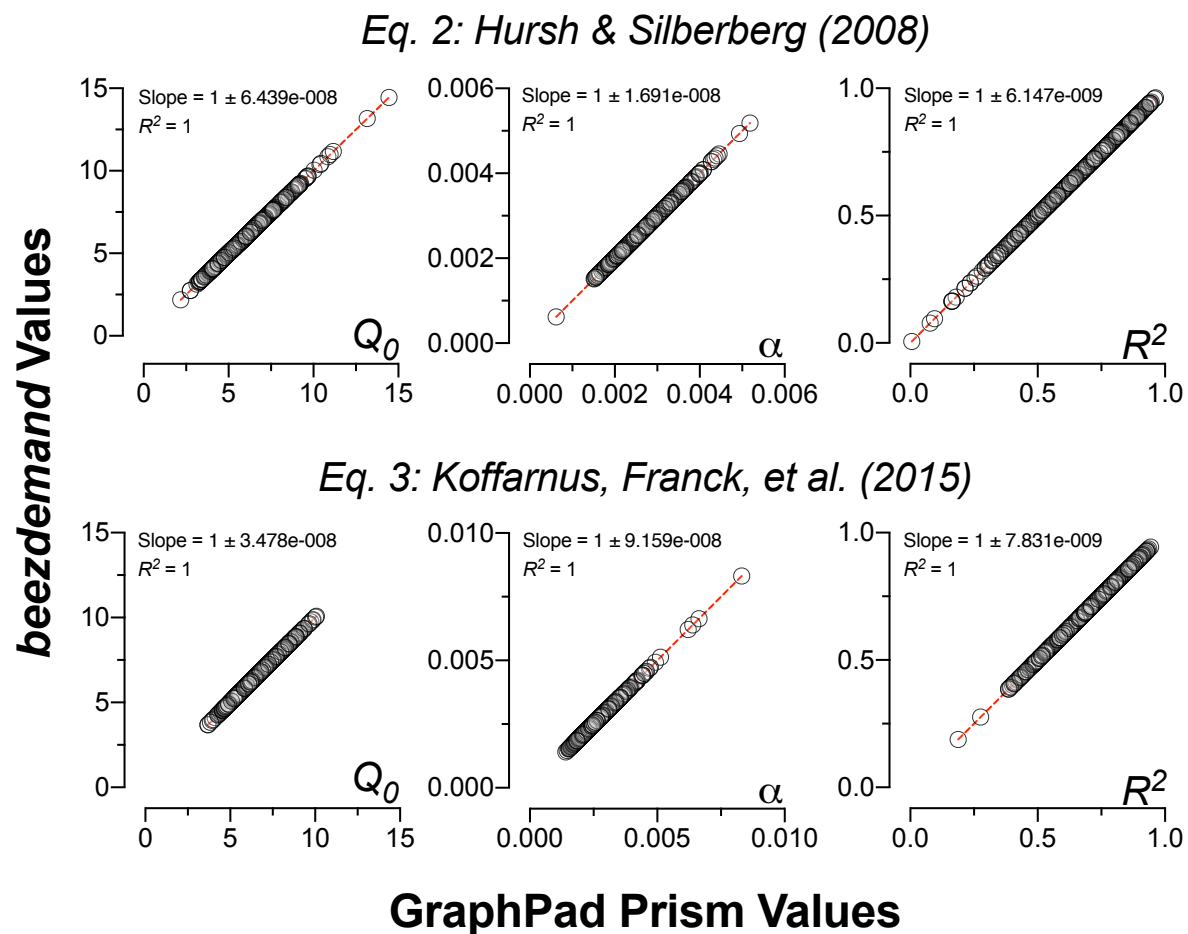 Eq. 2: Hursh & Silberberg (2008)
Slope = 1 ± 6.439e-008
R² = 1
15
10
5
0
Q₀
0 5 10 15
Slope = 1 ± 1.691e-008
R² = 1
0.006
0.004
0.002
0.000
α
0.000 0.002 0.004 0.006
Slope = 1 ± 6.147e-009
R² = 1
1.0
0.5
0.0
R²
0.0 0.5 1.0
beezdemand Values
Eq. 3: Koffarnus, Franck, et al. (2015)
Slope = 1 ± 3.478e-008
R² = 1
15
10
5
0
Q₀
0 5 10 15
Slope = 1 ± 9.159e-008
R² = 1
0.010
0.005
0.000
α
0.000 0.005 0.010
Slope = 1 ± 7.831e-009
R² = 1
1.0
0.5
0.0
R²
0.0 0.5 1.0
GraphPad Prism Values